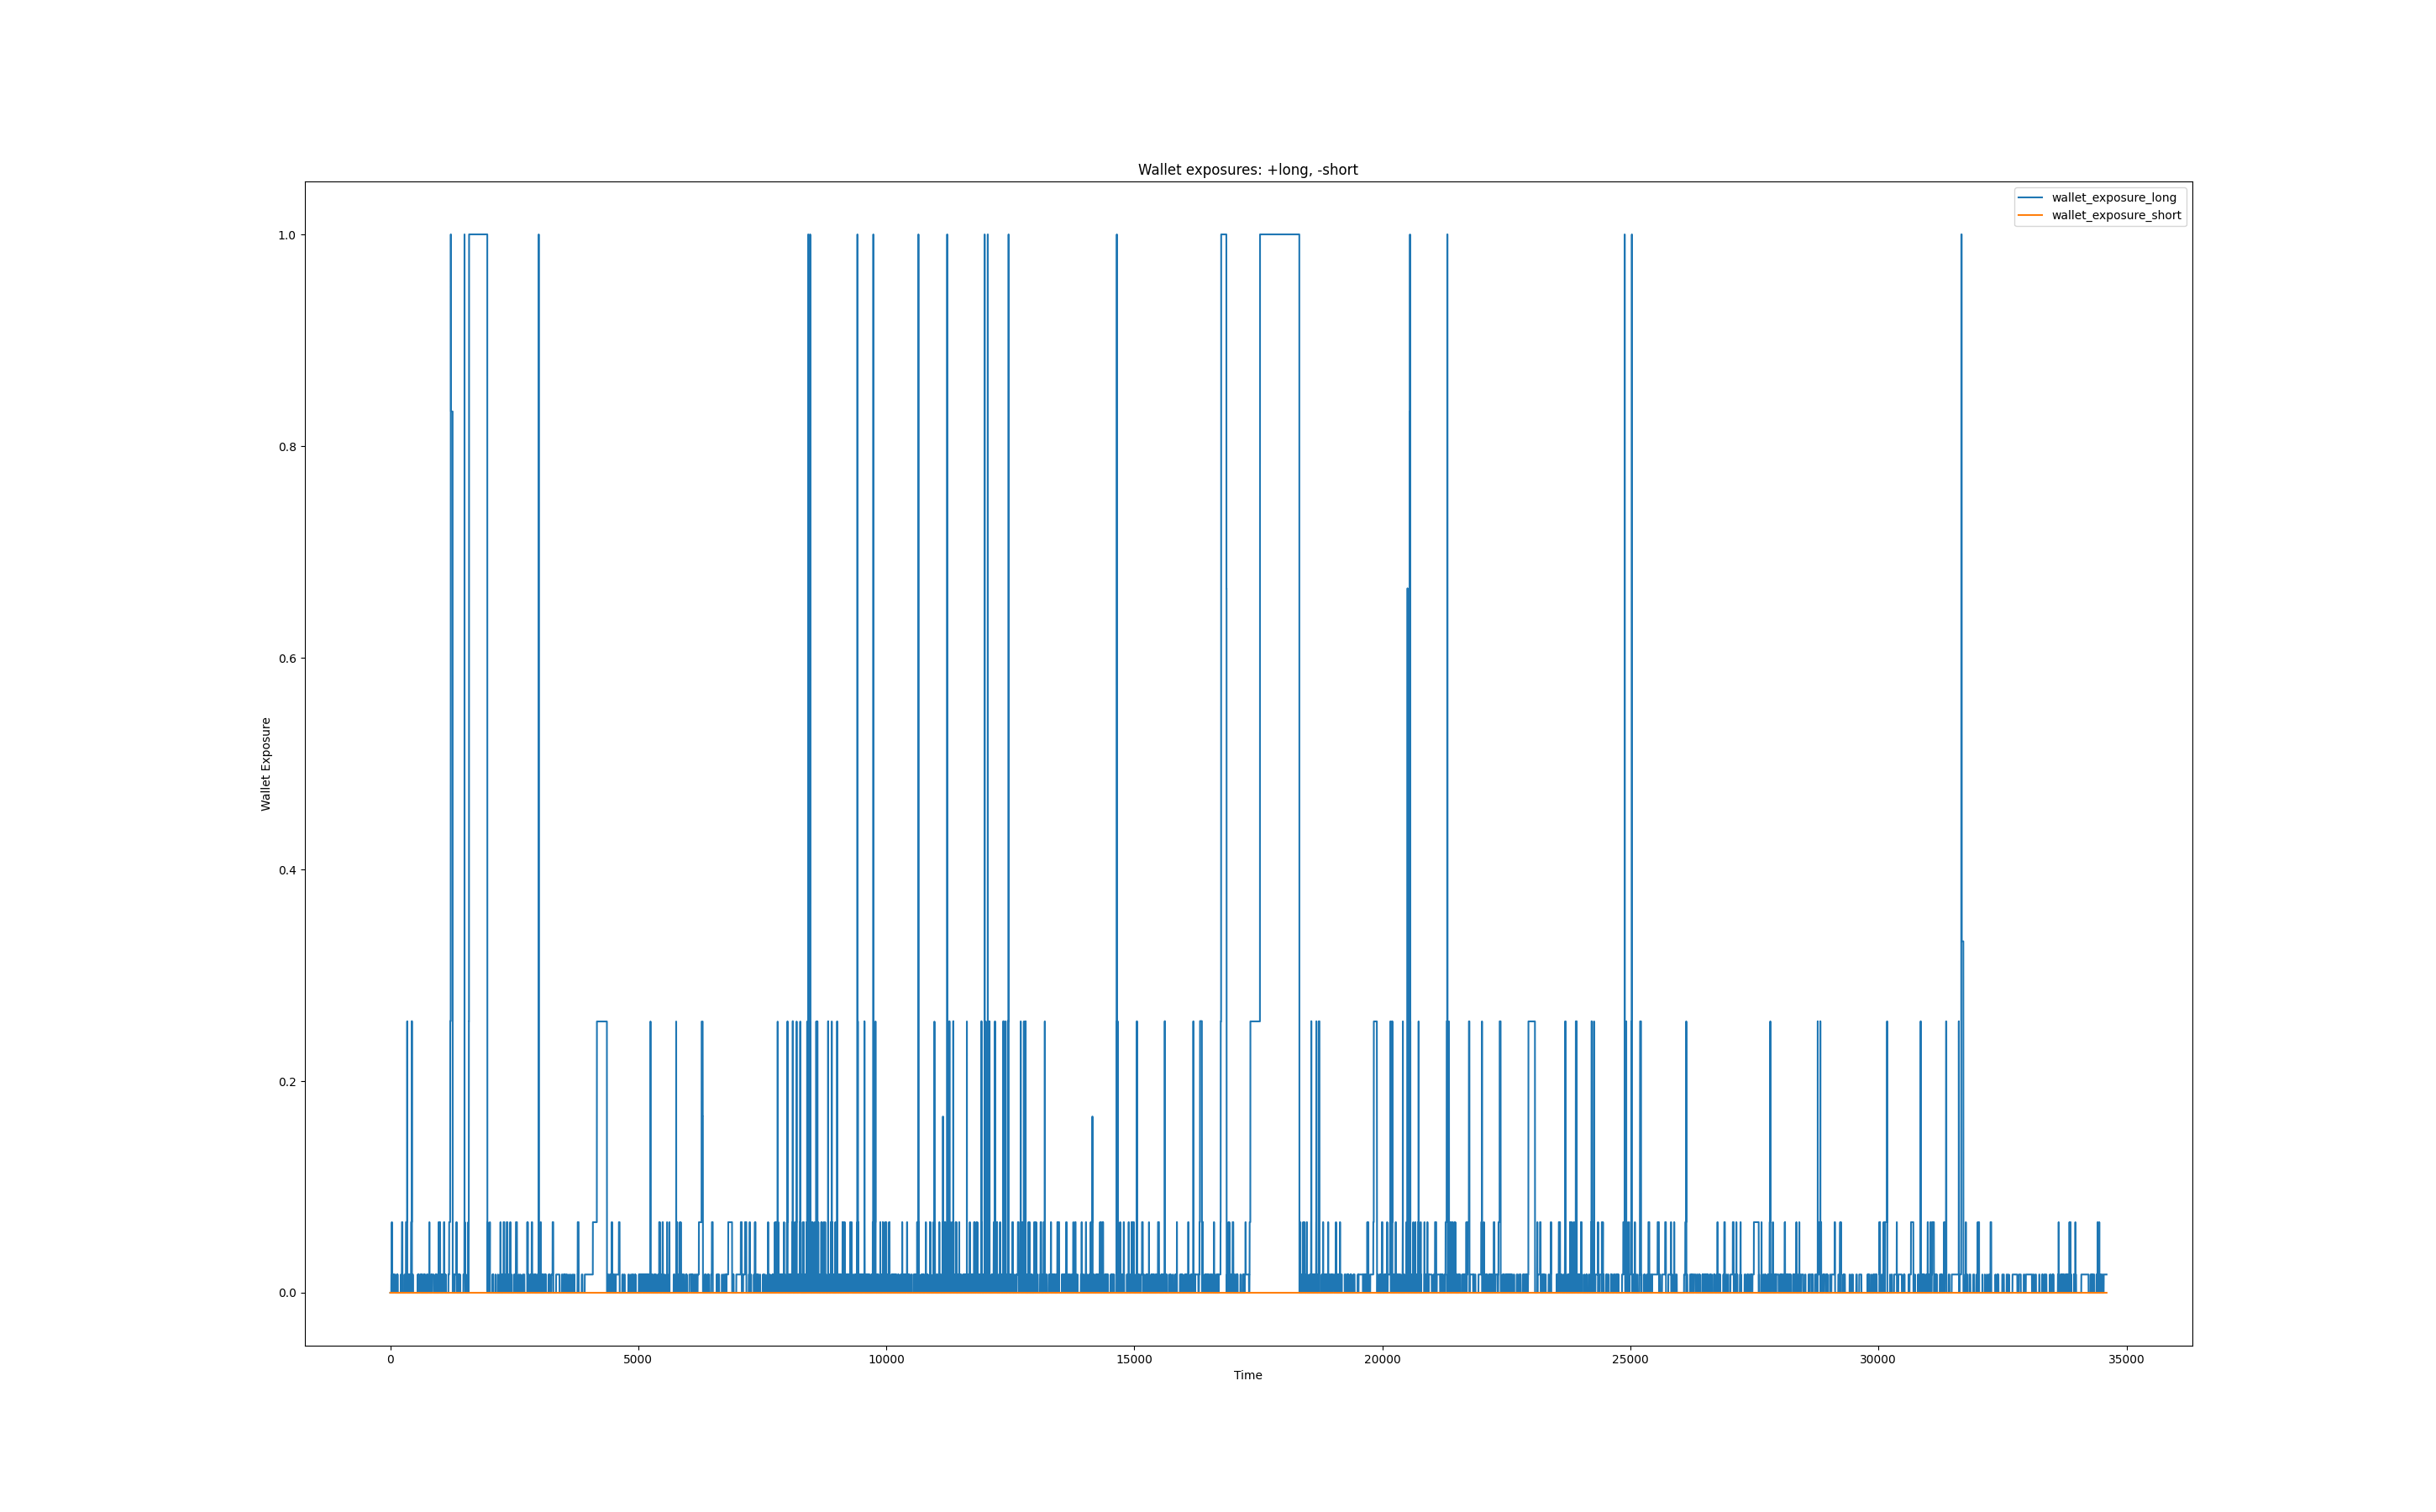 Wallet exposures: +long, -short
wallet_exposure_long
wallet_exposure_short
1.0
0.8
0.6
0.4
0.2
0.0
Wallet Exposure
0 5000 10000 15000 20000 25000 30000 35000
Time